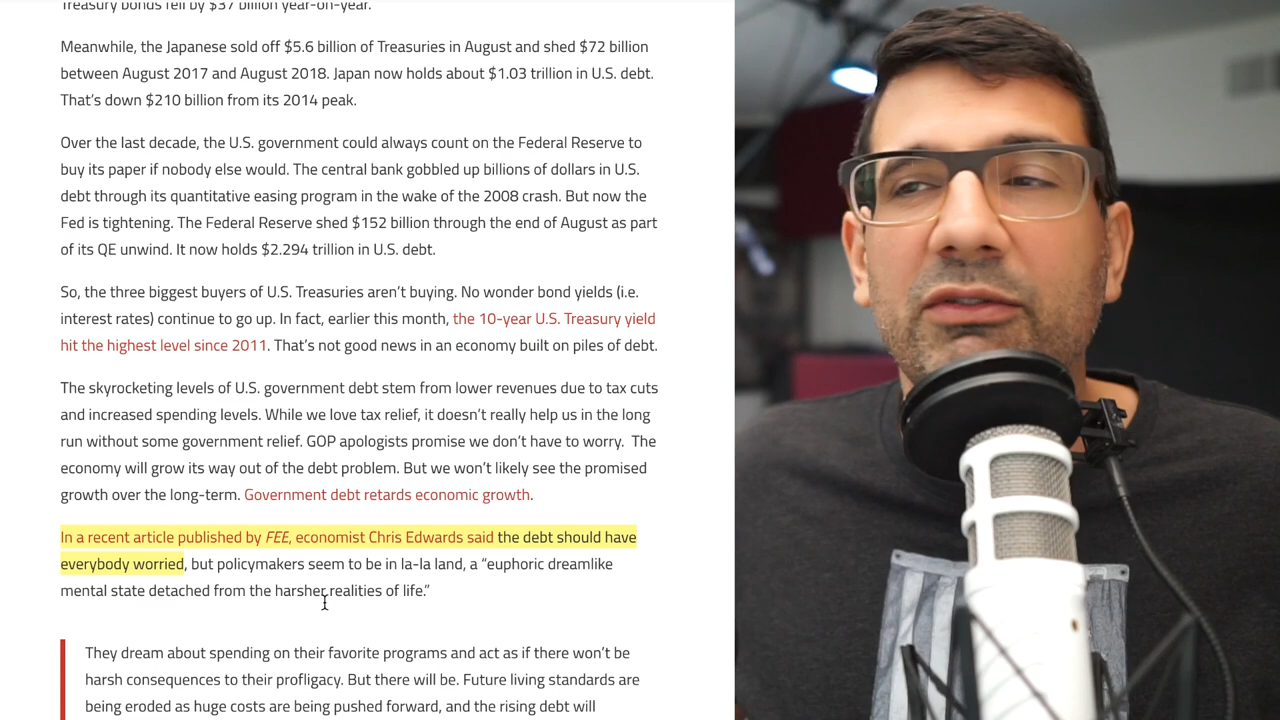 Treasury bonds fell by $37 billion year-on-year.
Meanwhile, the Japanese sold off $5.6 billion of Treasuries in August and shed $72 billion
between August 2017 and August 2018. Japan now holds about $1.03 trillion in U.S. debt.
That’s down $210 billion from its 2014 peak.
Over the last decade, the U.S. government could always count on the Federal Reserve to
buy its paper if nobody else would. The central bank gobbled up billions of dollars in U.S.
debt through its quantitative easing program in the wake of the 2008 crash. But now the
Fed is tightening. The Federal Reserve shed $152 billion through the end of August as part
of its QE unwind. It now holds $2.294 trillion in U.S. debt.
So, the three biggest buyers of U.S. Treasuries aren’t buying. No wonder bond yields (i.e.
interest rates) continue to go up. In fact, earlier this month, the 10-year U.S. Treasury yield
hit the highest level since 2011. That’s not good news in an economy built on piles of debt.
The skyrocketing levels of U.S. government debt stem from lower revenues due to tax cuts
and increased spending levels. While we love tax relief, it doesn’t really help us in the long
run without some government relief. GOP apologists promise we don’t have to worry.  The
economy will grow its way out of the debt problem. But we won’t likely see the promised
growth over the long-term. Government debt retards economic growth.
In a recent article published by FEE, economist Chris Edwards said the debt should have
everybody worried, but policymakers seem to be in la-la land, a “euphoric dreamlike
mental state detached from the harsher realities of life.”
They dream about spending on their favorite programs and act as if there won’t be
harsh consequences to their profligacy. But there will be. Future living standards are
being eroded as huge costs are being pushed forward, and the rising debt will